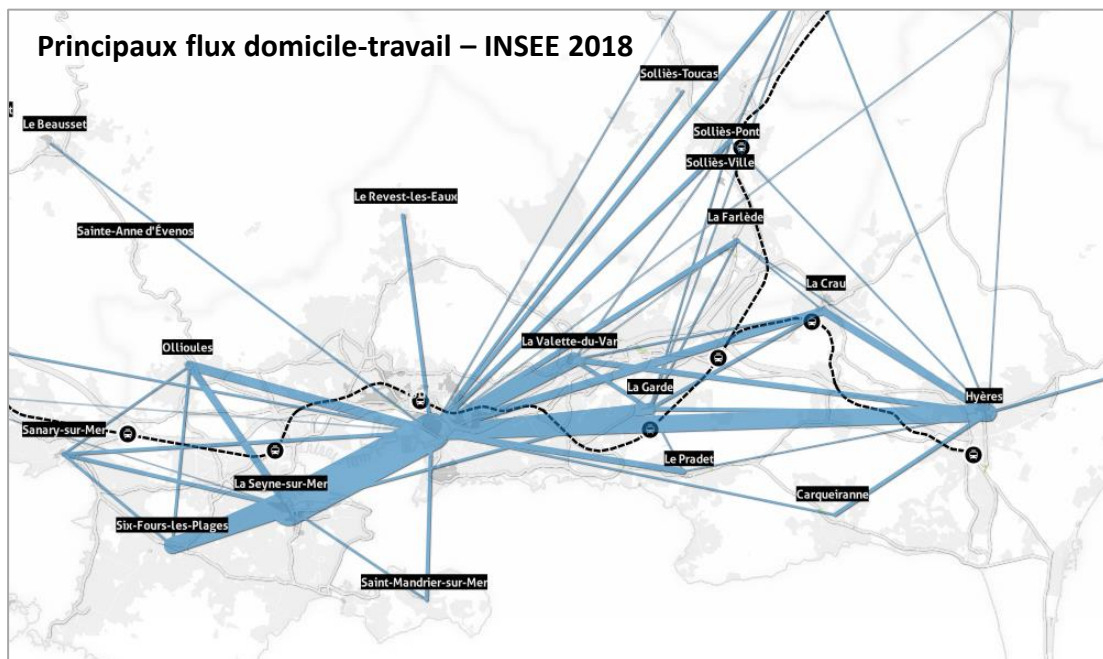 Principaux flux domicile-travail – INSEE 2018
Solliès-Toucas
Le Beausset
Solliès-Pont
Solliès-Ville
Le Revest-les-Eaux
La Farlède
Sainte-Anne d'Évenos
La Crau
La Valette-du-Var
Ollioules
La Garde
Hyères
Sanary-sur-Mer
Le Pradet
La Seyne-sur-Mer
Carqueiranne
Six-Fours-les-Plages
Saint-Mandrier-sur-Mer